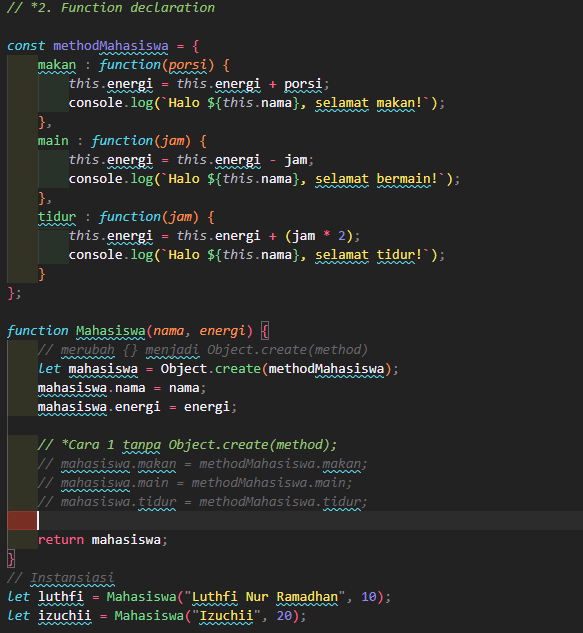 // *2. Function declaration
const methodMahasiswa = {
    makan : function(porsi) {
        this.energi = this.energi + porsi;
        console.log(`Halo ${this.nama}, selamat makan!`);
    },
    main : function(jam) {
        this.energi = this.energi - jam;
        console.log(`Halo ${this.nama}, selamat bermain!`);
    },
    tidur : function(jam) {
        this.energi = this.energi + (jam * 2);
        console.log(`Halo ${this.nama}, selamat tidur!`);
    }
};
function Mahasiswa(nama, energi) {
    // merubah {} menjadi Object.create(method)
    let mahasiswa = Object.create(methodMahasiswa);
    mahasiswa.nama = nama;
    mahasiswa.energi = energi;
    // *Cara 1 tanpa Object.create(method);
    // mahasiswa.makan = methodMahasiswa.makan;
    // mahasiswa.main = methodMahasiswa.main;
    // mahasiswa.tidur = methodMahasiswa.tidur;
    return mahasiswa;
}
// Instansiasi
let luthfi = Mahasiswa("Luthfi Nur Ramadhan", 10);
let izuchii = Mahasiswa("Izuchii", 20);